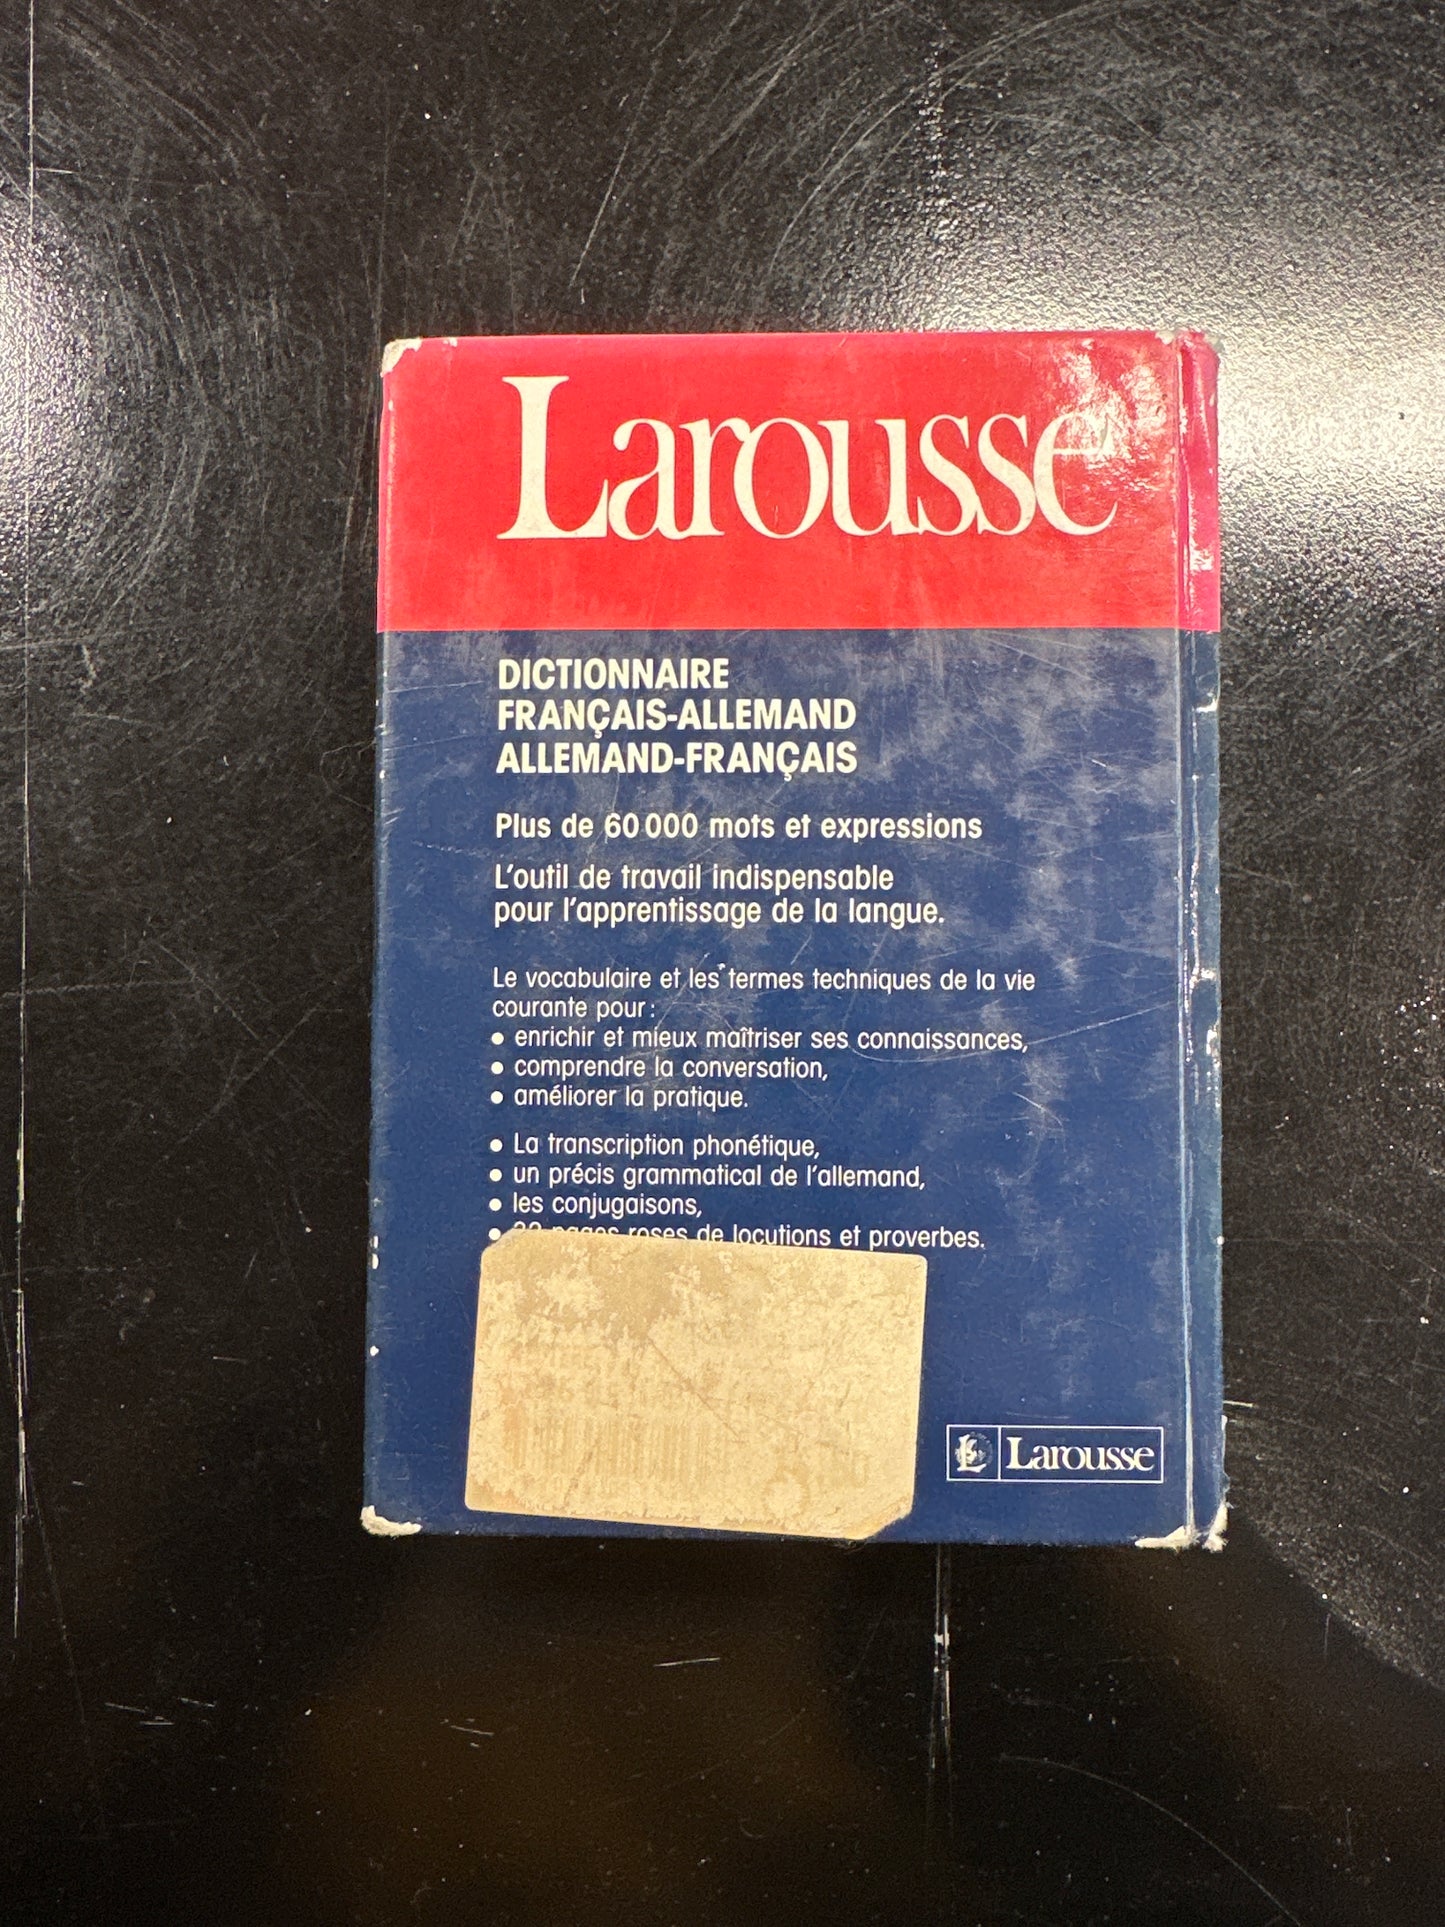 Larousse
DICTIONNAIRE
FRANÇAIS-ALLEMAND
ALLEMAND-FRANÇAIS
Plus de 60 000 mots et expressions
L'outil de travail indispensable
pour l'apprentissage de la langue.
Le vocabulaire et les termes techniques de la vie
courante pour :
• enrichir et mieux maîtriser ses connaissances,
• comprendre la conversation,
• améliorer la pratique.
• La transcription phonétique,
• un précis grammatical de l'allemand,
• les conjugaisons,
• pages roses de locutions et proverbes.
Larousse